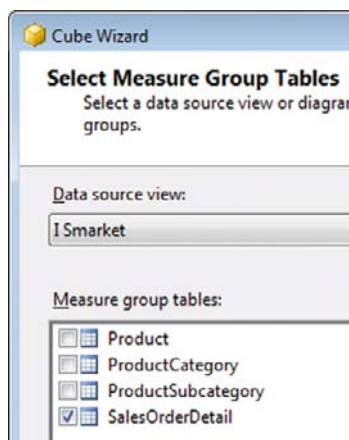 Cube Wizard
Select Measure Group Tables
Select a data source view or diagram
groups.
Data source view:
I Smarket
Measure group tables:
Product
ProductCategory
ProductSubcategory
SalesOrderDetail